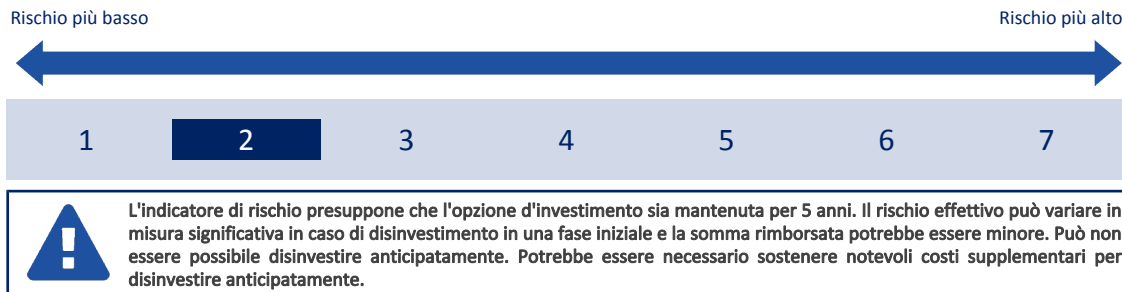 Rischio più basso Rischio più alto
1 2 3 4 5 6 7
L'indicatore di rischio presuppone che l'opzione d'investimento sia mantenuta per 5 anni. Il rischio effettivo può variare in
misura significativa in caso di disinvestimento in una fase iniziale e la somma rimborsata potrebbe essere minore. Può non
essere possibile disinvestire anticipatamente. Potrebbe essere necessario sostenere notevoli costi supplementari per
disinvestire anticipatamente.